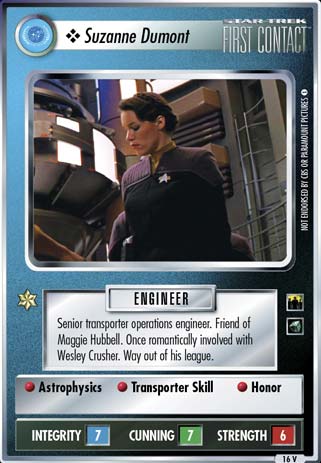 ❖ Suzanne Dumont
STAR TREK
FIRST CONTACT
NOT ENDORSED BY CBS OR PARAMOUNT PICTURES
ENGINEER
Senior transporter operations engineer. Friend of
Maggie Hubbell. Once romantically involved with
Wesley Crusher. Way out of his league.
Astrophysics Transporter Skill Honor
INTEGRITY 7 CUNNING 7 STRENGTH 6
16 V